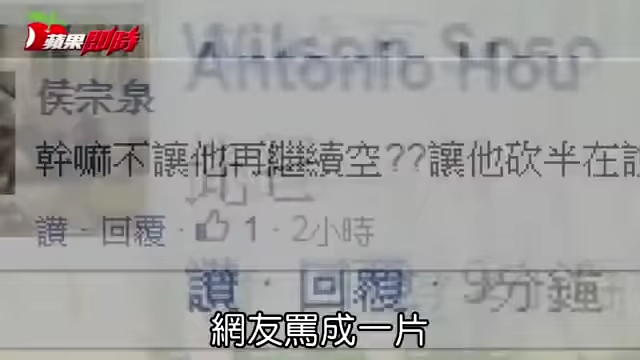 蘋果即時
Antonio Hou
侯宗泉
幹嘛不讓他再繼續空??讓他砍半在說
讚 · 回覆 · 1 · 2小時
讚 · 回覆 · 9分鐘
網友罵成一片